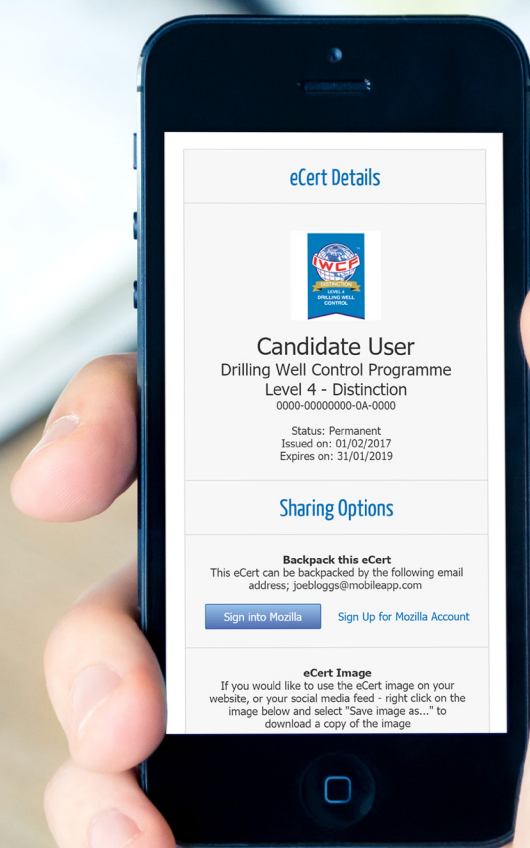 eCert Details
IWCF
DISTINCTION
LEVEL 4
DRILLING WELL
CONTROL
Candidate User
Drilling Well Control Programme
Level 4 - Distinction
0000-00000000-0A-0000
Status: Permanent
Issued on: 01/02/2017
Expires on: 31/01/2019
Sharing Options
Backpack this eCert
This eCert can be backpacked by the following email
address; joebloggs@mobileapp.com
Sign into Mozilla Sign Up for Mozilla Account
eCert Image
If you would like to use the eCert image on your
website, or your social media feed - right click on the
image below and select "Save image as..." to
download a copy of the image